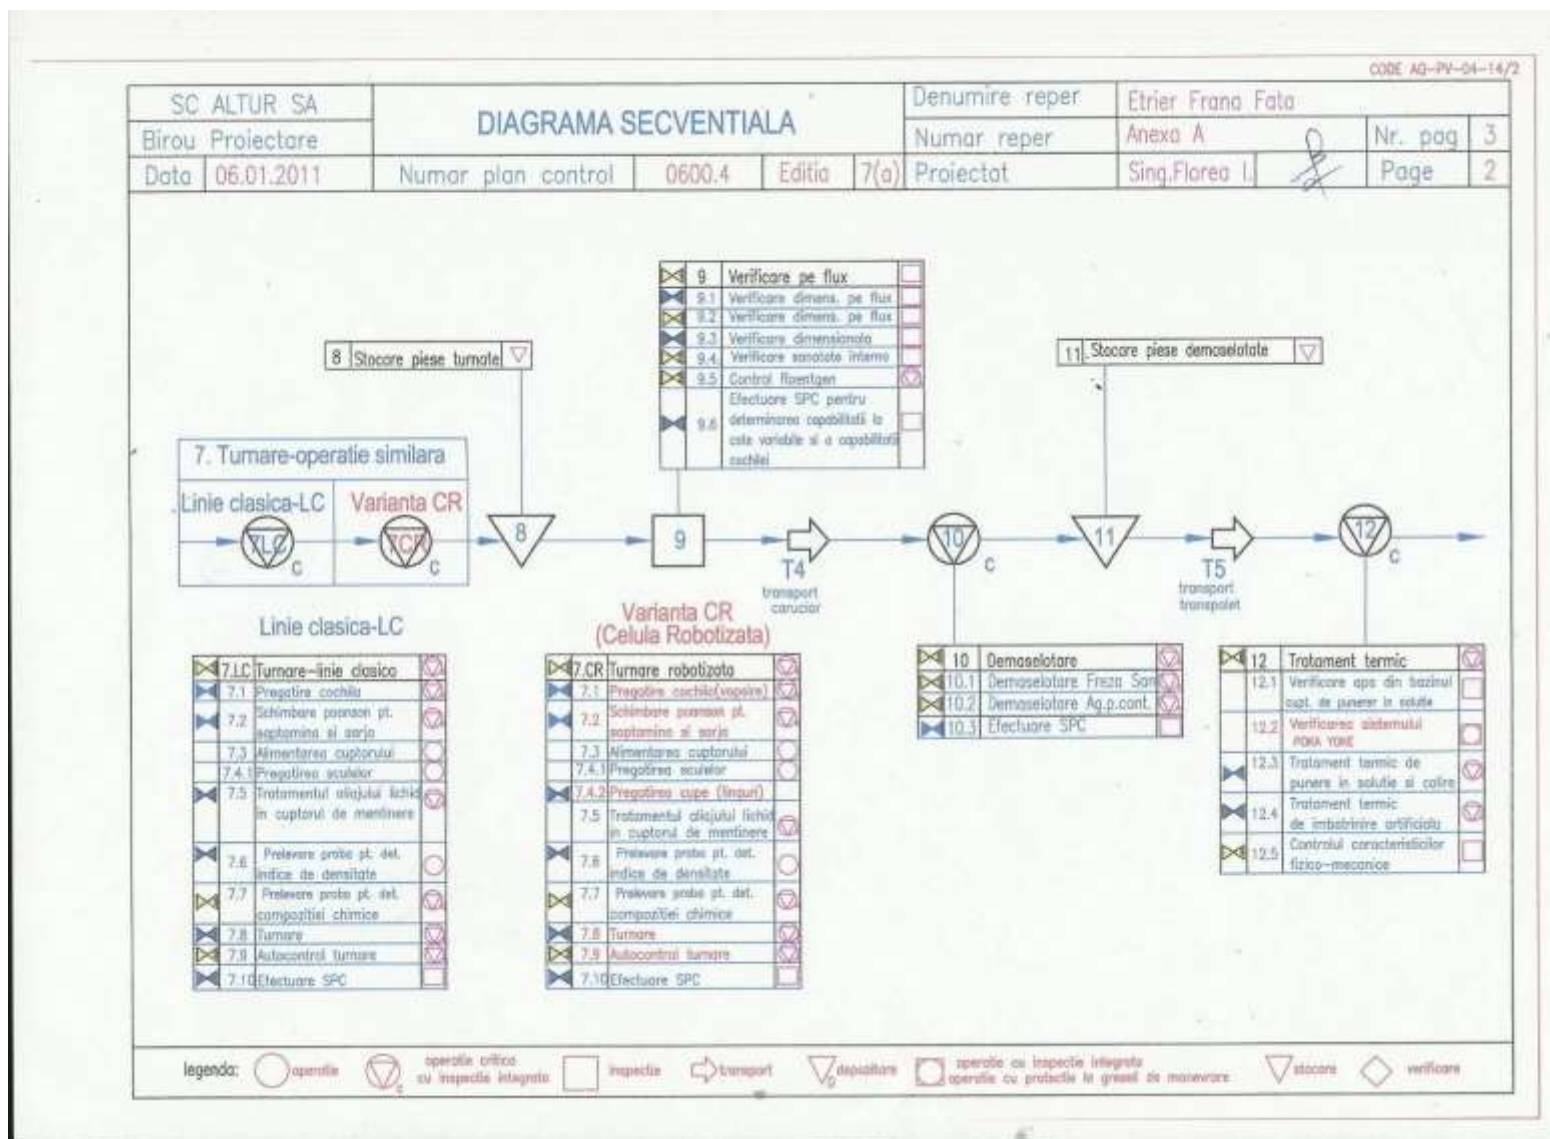 CODE AQ-PV-04-14/2
SC ALTUR SA
Birou Proiectare
Data 06.01.2011
DIAGRAMA SECVENTIALA
Numar plan control 0600.4 Editia 7(a)
Denumire reper Etrier Frana Fata
Numar reper Anexa A Nr. pag 3
Proiectat Sing.Florea I. Page 2
9 Verificare pe flux
9.1 Verificare dimens. pe flux
9.2 Verificare dimens. pe flux
9.3 Verificare dimensionala
9.4. Verificare sanatate interna
9.5 Control Roentgen
9.6 Efectuare SPC pentru
determinarea capabilitatii la
cote variabile si a capabilitatii
cochilei
8 Stocare piese turnate
11. Stocare piese demaselotate
7. Turnare-operatie similara
Linie clasica-LC
Varianta CR
7LC
C
7CR
C
8
9
T4
transport
carucior
10
C
11
T5
transport
transpalet
12
C
Linie clasica-LC
7.LC Turnare-linie clasica
7.1 Pregatire cochila
7.2 Schimbare poanson pt.
saptamina si sarja
7.3 Alimentarea cuptorului
7.4.1 Pregatirea sculelor
7.5 Tratamentul aliajului lichid
in cuptorul de mentinere
7.6 Prelevare proba pt. det.
indice de densitate
7.7 Prelevare proba pt. det.
compozitiei chimice
7.8 Turnare
7.9 Autocontrol turnare
7.10 Efectuare SPC
Varianta CR
(Celula Robotizata)
7.CR Turnare robotizata
7.1 Pregatire cochila(vopsire)
7.2 Schimbare poanson pt.
saptamina si sarja
7.3 Alimentarea cuptorului
7.4.1 Pregatirea sculelor
7.4.2 Pregatirea cupe (linguri)
7.5 Tratamentul aliajului lichid
in cuptorul de mentinere
7.6 Prelevare proba pt. det.
indice de densitate
7.7 Prelevare proba pt. det.
compozitiei chimice
7.8 Turnare
7.9 Autocontrol turnare
7.10 Efectuare SPC
10 Demaselotare
10.1 Demaselotare Freza San
10.2 Demaselotare Ag.p.cont.
10.3 Efectuare SPC
12 Tratament termic
12.1 Verificare apa din bazinul
cupt. de punerer in solutie
12.2 Verificarea sistemului
POKA YOKE
12.3 Tratament termic de
punere in solutie si calire
12.4 Tratament termic
de imbatrinire artificiala
12.5 Controlul caracteristicilor
fizico-mecanice
legenda: operatie
operatie critica
cu inspectie integrata
C
inspectie
transport
D depozitare
operatie cu inspectie integrata
operatie cu protectie la greseli de manevrare
stocare
verificare